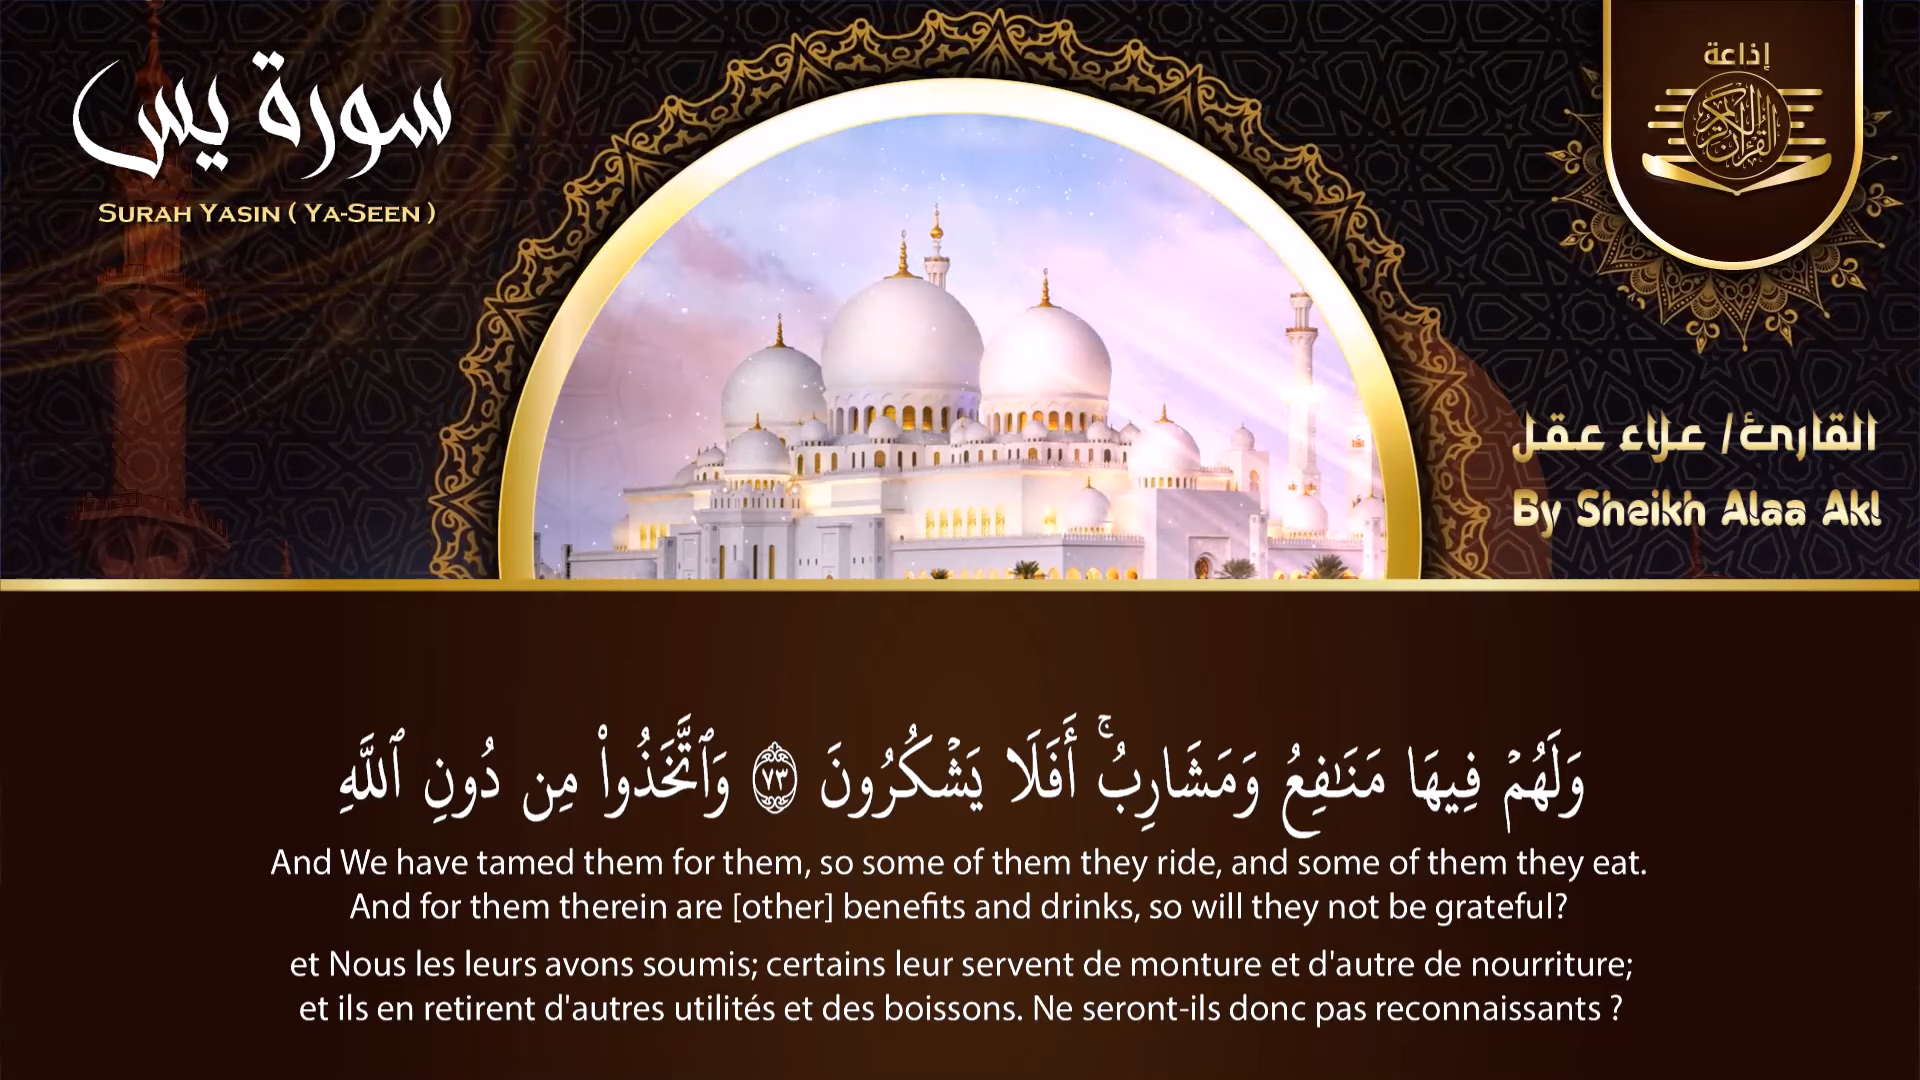 سورة يس
SURAH YASIN ( YA-SEEN )
إذاعة
القرآن الكريم
القارئ/ علاء عقل
By Sheikh Alaa Akl
وَلَهُمْ فِيهَا مَنَٰفِعُ وَمَشَارِبُ ۚ أَفَلَا يَشْكُرُونَ ٧٣ وَٱتَّخَذُوا۟ مِن دُونِ ٱللَّهِ
And We have tamed them for them, so some of them they ride, and some of them they eat.
And for them therein are [other] benefits and drinks, so will they not be grateful?
et Nous les leurs avons soumis; certains leur servent de monture et d'autre de nourriture;
et ils en retirent d'autres utilités et des boissons. Ne seront-ils donc pas reconnaissants ?